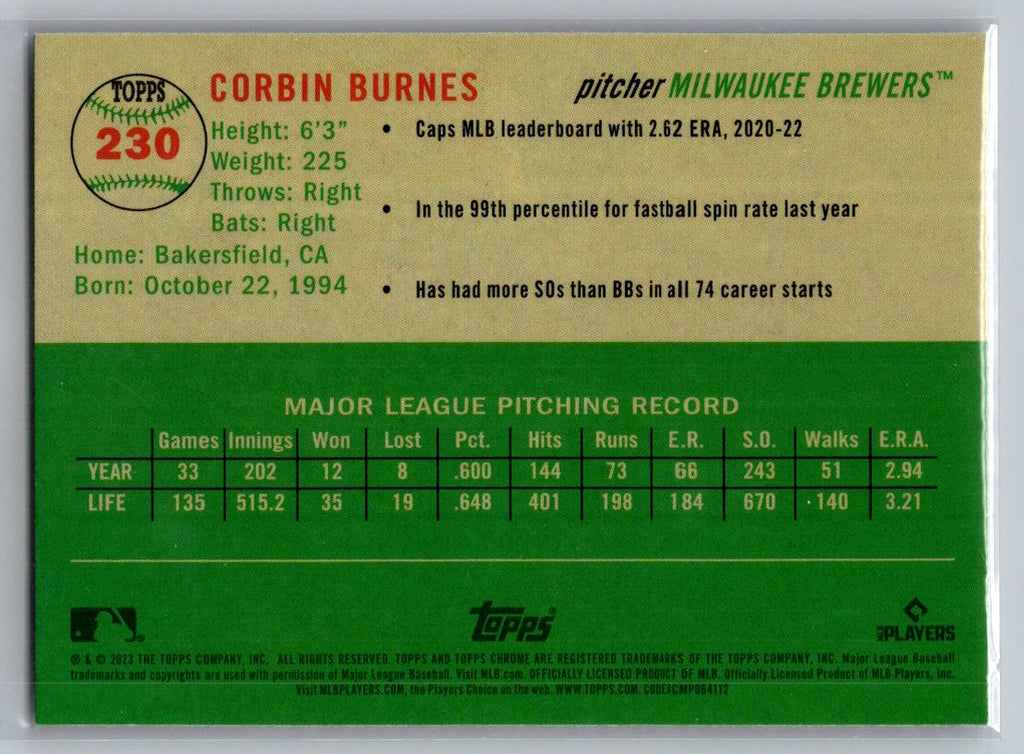 TOPPS
230
CORBIN BURNES
pitcher MILWAUKEE BREWERS™
Height: 6'3"
Weight: 225
Throws: Right
Bats: Right
Home: Bakersfield, CA
Born: October 22, 1994
• Caps MLB leaderboard with 2.62 ERA, 2020-22
• In the 99th percentile for fastball spin rate last year
• Has had more SOs than BBs in all 74 career starts
MAJOR LEAGUE PITCHING RECORD
Games Innings Won Lost Pct. Hits Runs E.R. S.O. Walks E.R.A.
YEAR 33 202 12 8 .600 144 73 66 243 51 2.94
LIFE 135 515.2 35 19 .648 401 198 184 670 140 3.21
Topps®
MLB PLAYERS
® & © 2023 THE TOPPS COMPANY, INC. ALL RIGHTS RESERVED. TOPPS AND TOPPS CHROME ARE REGISTERED TRADEMARKS OF THE TOPPS COMPANY, INC. Major League Baseball
trademarks and copyrights are used with permission of Major League Baseball. Visit MLB.com. OFFICIALLY LICENSED PRODUCT OF MLB. Officially Licensed Product of MLB Players, Inc.
Visit MLBPLAYERS.COM, the Players Choice on the web. WWW.TOPPS.COM. CODE#CMP064112